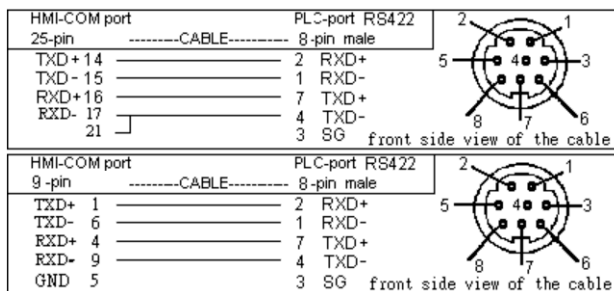 HMI-COM port PLC-port RS422
25-pin --------CABLE---------- 8-pin male
TXD+ 14 2 RXD+
TXD- 15 1 RXD-
RXD+ 16 7 TXD+
RXD- 17 4 TXD-
21 3 SG front side view of the cable
2 1
5 4 3
8 7 6
HMI-COM port PLC-port RS422
9-pin --------CABLE---------- 8-pin male
TXD+ 1 2 RXD+
TXD- 6 1 RXD-
RXD+ 4 7 TXD+
RXD- 9 4 TXD-
GND 5 3 SG front side view of the cable
2 1
5 4 3
8 7 6